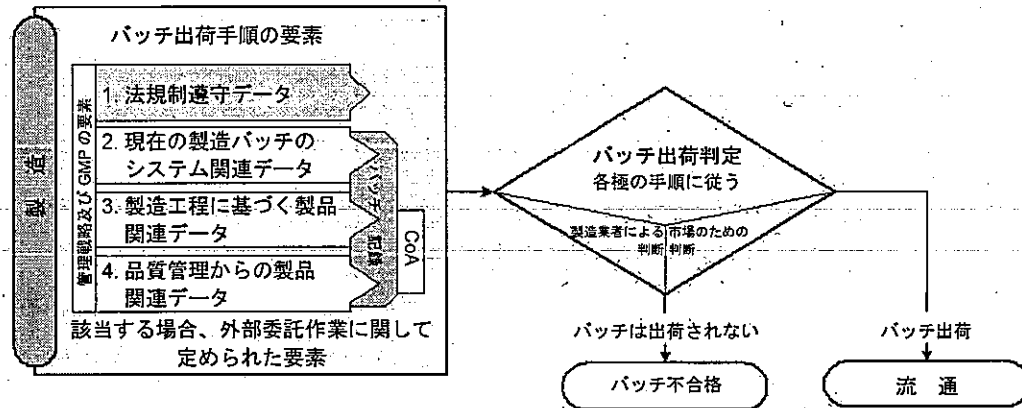 バッチ出荷手順の要素
製造
管理戦略及び GMP の要素
1. 法規制遵守データ
2. 現在の製造バッチの
システム関連データ
3. 製造工程に基づく製品
関連データ
4. 品質管理からの製品
関連データ
バッチ記録
CoA
該当する場合、外部委託作業に関して
定められた要素
バッチ出荷判定
各極の手順に従う
製造業者による
判断
市場のための
判断
バッチは出荷されない
バッチ出荷
バッチ不合格
流 通